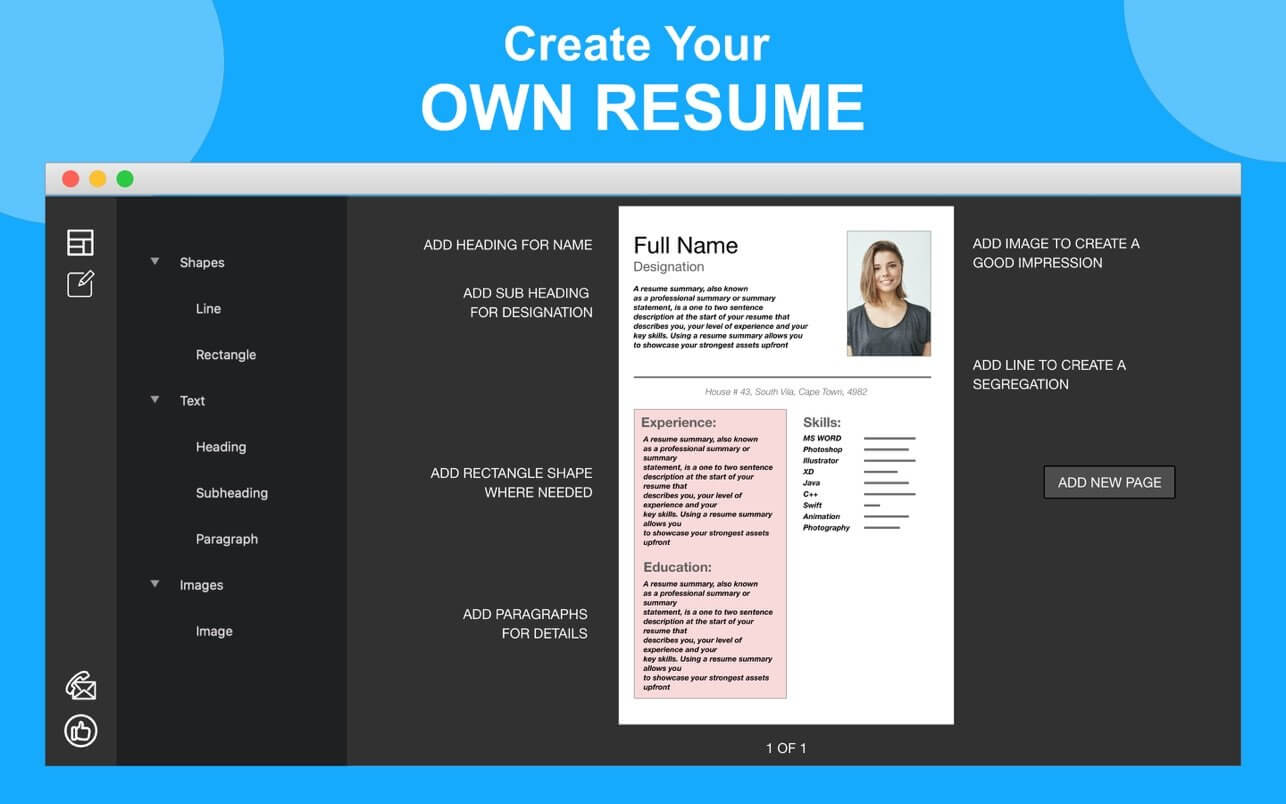 Create Your
OWN RESUME
Shapes
Line
Rectangle
Text
Heading
Subheading
Paragraph
Images
Image
ADD HEADING FOR NAME
ADD SUB HEADING
FOR DESIGNATION
ADD RECTANGLE SHAPE
WHERE NEEDED
ADD PARAGRAPHS
FOR DETAILS
Full Name
Designation
A resume summary, also known
as a professional summary or summary
statement, is a one to two sentence
description at the start of your resume that
describes you, your level of experience and your
key skills. Using a resume summary allows you
to showcase your strongest assets upfront
House # 43, South Vila, Cape Town, 4982
Experience:
A resume summary, also known
as a professional summary or
summary
statement, is a one to two sentence
description at the start of your
resume that
describes you, your level of
experience and your
key skills. Using a resume summary
allows you
to showcase your strongest assets
upfront
Education:
A resume summary, also known
as a professional summary or
summary
statement, is a one to two sentence
description at the start of your
resume that
describes you, your level of
experience and your
key skills. Using a resume summary
allows you
to showcase your strongest assets
upfront
Skills:
MS WORD
Photoshop
Illustrator
XD
Java
C++
Swift
Animation
Photography
ADD IMAGE TO CREATE A
GOOD IMPRESSION
ADD LINE TO CREATE A
SEGREGATION
ADD NEW PAGE
1 OF 1